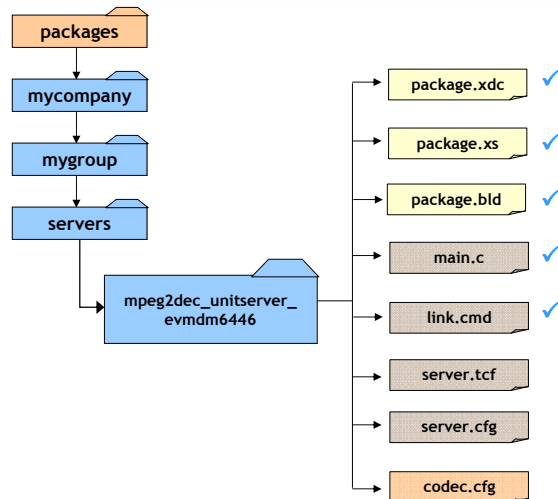 packages
mycompany
mygroup
servers
mpeg2dec_unitserver_
evmdm6446
package.xdc
package.xs
package.bld
main.c
link.cmd
server.tcf
server.cfg
codec.cfg